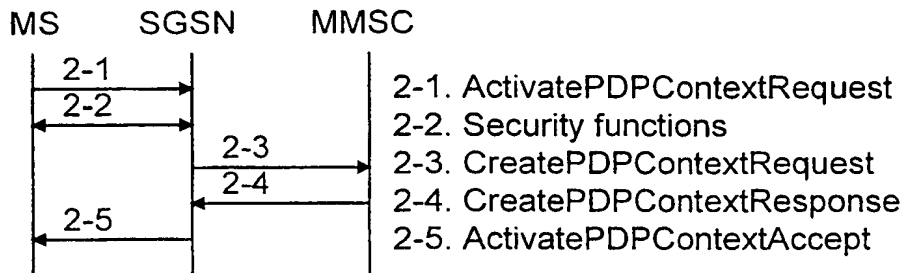 MS SGSN MMSC
2-1
2-1. ActivatePDPContextRequest
2-2
2-2. Security functions
2-3
2-3. CreatePDPContextRequest
2-4
2-4. CreatePDPContextResponse
2-5
2-5. ActivatePDPContextAccept